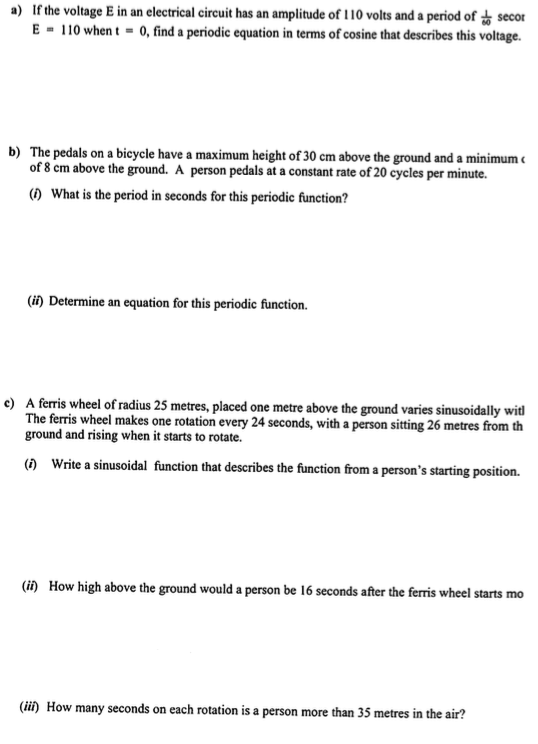 a) If the voltage E in an electrical circuit has an amplitude of 110 volts and a period of 1/60 secon
E = 110 when t = 0, find a periodic equation in terms of cosine that describes this voltage.
b) The pedals on a bicycle have a maximum height of 30 cm above the ground and a minimum
of 8 cm above the ground. A person pedals at a constant rate of 20 cycles per minute.
(i) What is the period in seconds for this periodic function?
(ii) Determine an equation for this periodic function.
c) A ferris wheel of radius 25 metres, placed one metre above the ground varies sinusoidally wit
The ferris wheel makes one rotation every 24 seconds, with a person sitting 26 metres from th
ground and rising when it starts to rotate.
(i) Write a sinusoidal function that describes the function from a person's starting position.
(ii) How high above the ground would a person be 16 seconds after the ferris wheel starts mo
(iii) How many seconds on each rotation is a person more than 35 metres in the air?